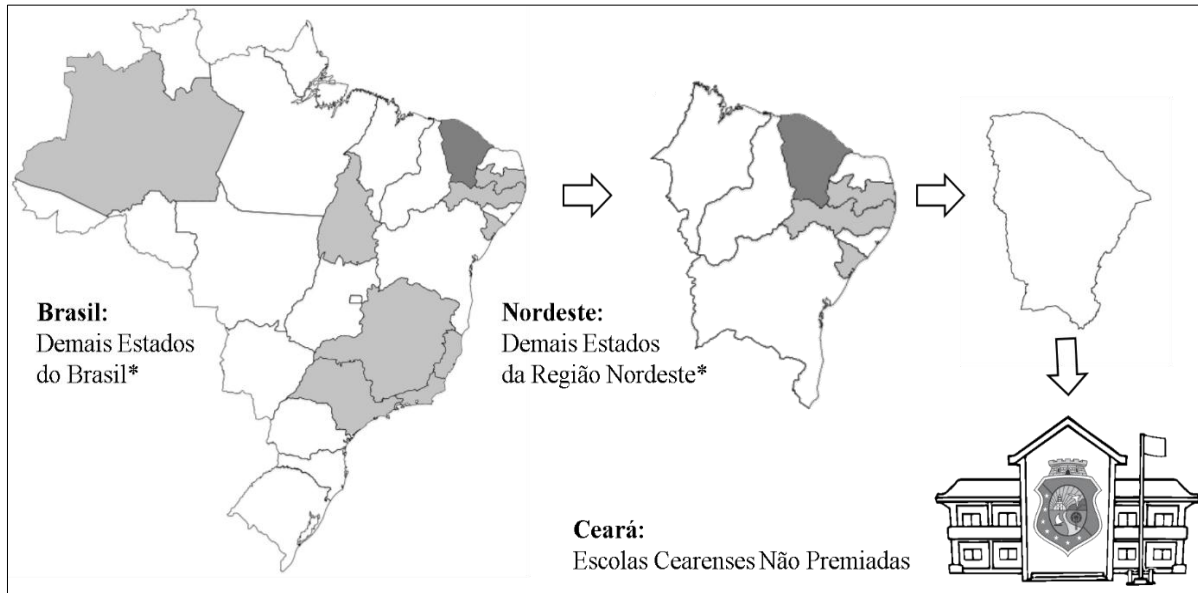 Brasil:
Demais Estados
do Brasil*
Nordeste:
Demais Estados
da Região Nordeste*
Ceará:
Escolas Cearenses Não Premiadas